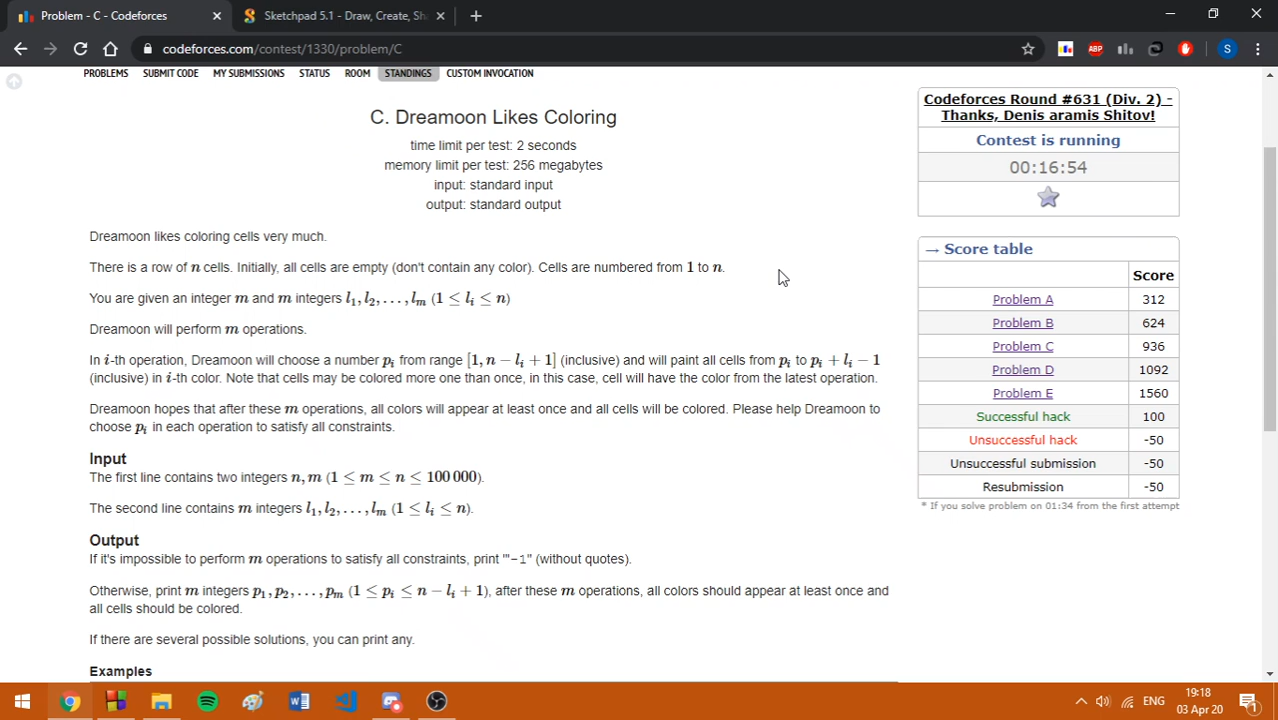 Problem - C - Codeforces
Sketchpad 5.1 - Draw, Create, Sha
codeforces.com/contest/1330/problem/C
ABP
S
PROBLEMS SUBMIT CODE MY SUBMISSIONS STATUS ROOM STANDINGS CUSTOM INVOCATION
C. Dreamoon Likes Coloring
time limit per test: 2 seconds
memory limit per test: 256 megabytes
input: standard input
output: standard output
Dreamoon likes coloring cells very much.
There is a row of n cells. Initially, all cells are empty (don't contain any color). Cells are numbered from 1 to n.
You are given an integer m and m integers l₁, l₂, …, lₘ (1 ≤ lᵢ ≤ n)
Dreamoon will perform m operations.
In i-th operation, Dreamoon will choose a number pᵢ from range [1, n − lᵢ + 1] (inclusive) and will paint all cells from pᵢ to pᵢ + lᵢ − 1
(inclusive) in i-th color. Note that cells may be colored more one than once, in this case, cell will have the color from the latest operation.
Dreamoon hopes that after these m operations, all colors will appear at least once and all cells will be colored. Please help Dreamoon to
choose pᵢ in each operation to satisfy all constraints.
Input
The first line contains two integers n, m (1 ≤ m ≤ n ≤ 100 000).
The second line contains m integers l₁, l₂, …, lₘ (1 ≤ lᵢ ≤ n).
Output
If it's impossible to perform m operations to satisfy all constraints, print "'-1" (without quotes).
Otherwise, print m integers p₁, p₂, …, pₘ (1 ≤ pᵢ ≤ n − lᵢ + 1), after these m operations, all colors should appear at least once and
all cells should be colored.
If there are several possible solutions, you can print any.
Examples
Codeforces Round #631 (Div. 2) -
Thanks, Denis aramis Shitov!
Contest is running
00:16:54
→ Score table
Score
Problem A 312
Problem B 624
Problem C 936
Problem D 1092
Problem E 1560
Successful hack 100
Unsuccessful hack -50
Unsuccessful submission -50
Resubmission -50
* If you solve problem on 01:34 from the first attempt
ENG
19:18
03 Apr 20
1